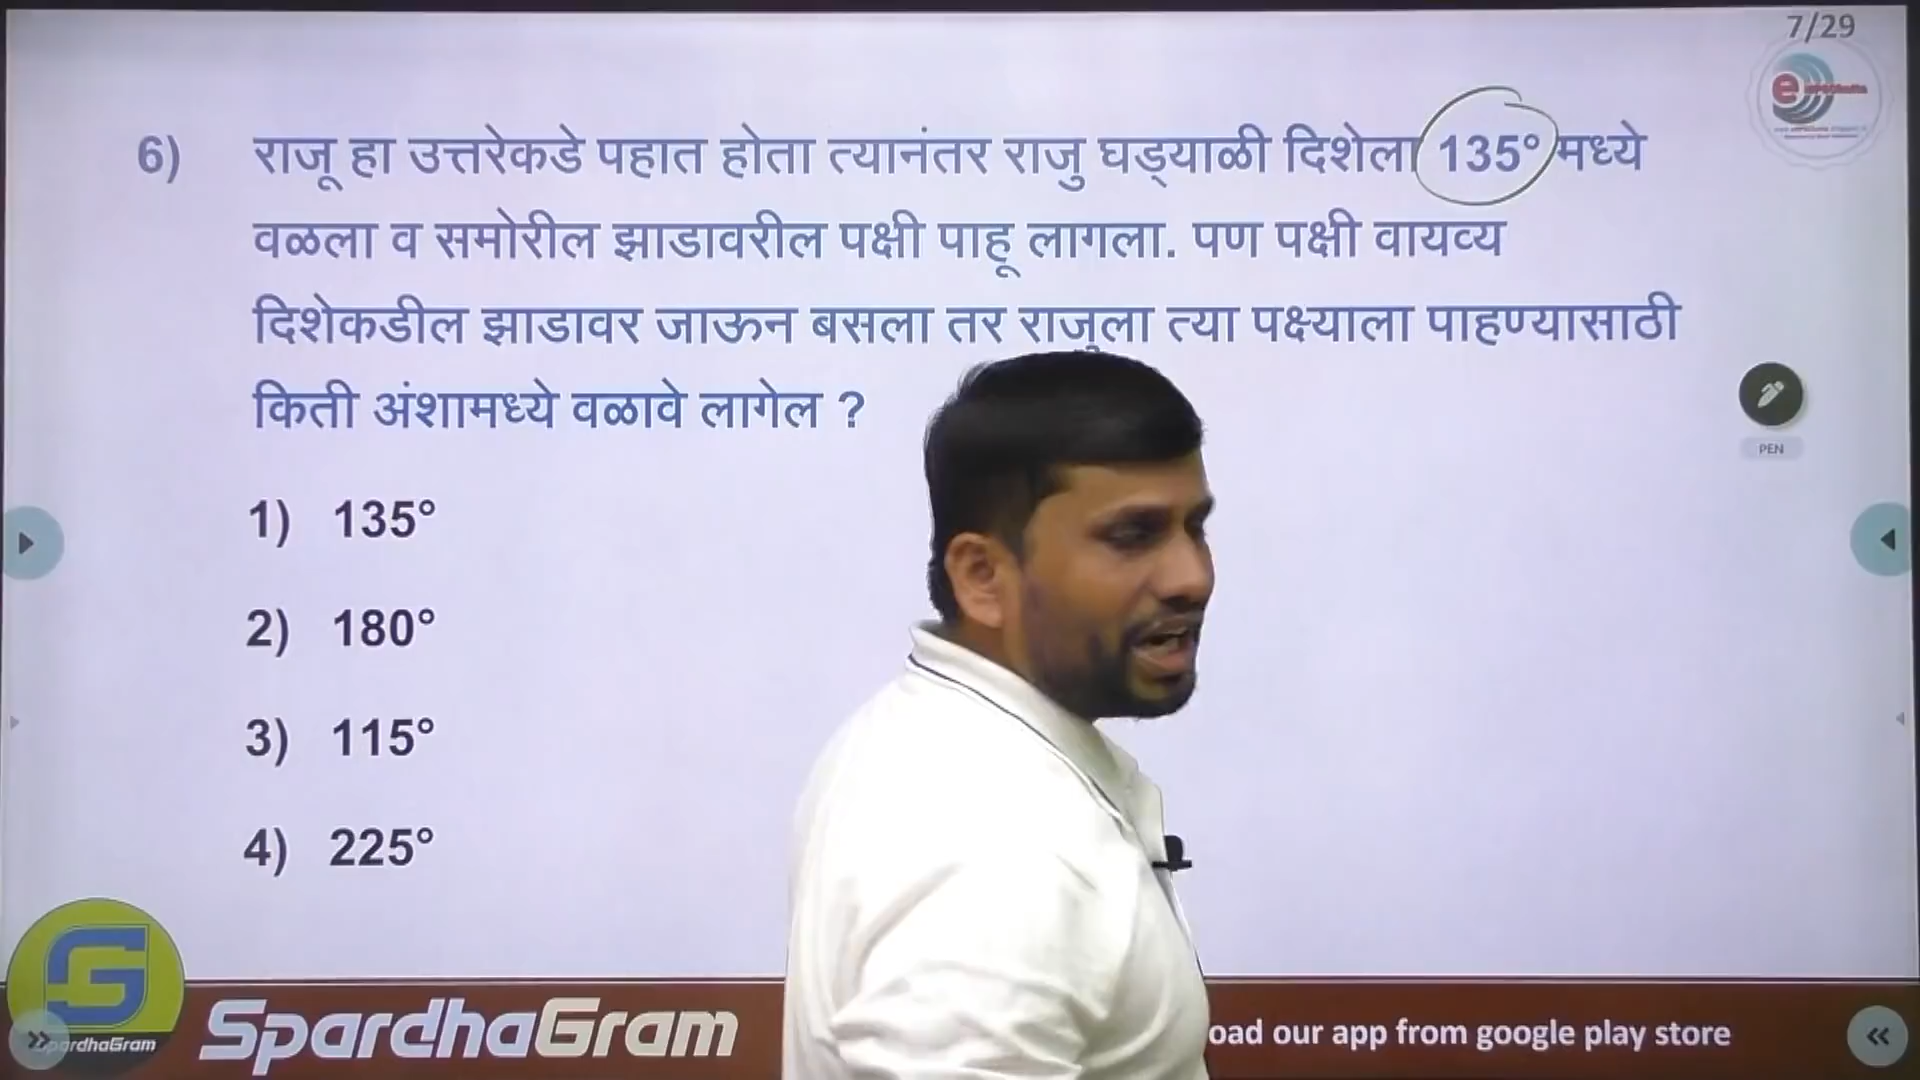 7/29
6) राजू हा उत्तरेकडे पहात होता त्यानंतर राजु घड्याळी दिशेला 135° मध्ये
वळला व समोरील झाडावरील पक्षी पाहू लागला. पण पक्षी वायव्य
दिशेकडील झाडावर जाऊन बसला तर राजुला त्या पक्ष्याला पाहण्यासाठी
किती अंशामध्ये वळावे लागेल ?
PEN
1) 135°
2) 180°
3) 115°
4) 225°
SpardhaGram
SpardhaGram
oad our app from google play store